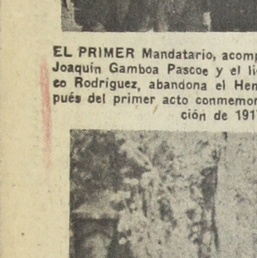 EL PRIMER Mandatario, acomp
Joaquín Gamboa Pascoe y el li
co Rodríguez, abandona el Hem
pués del primer acto conmemor
ción de 191